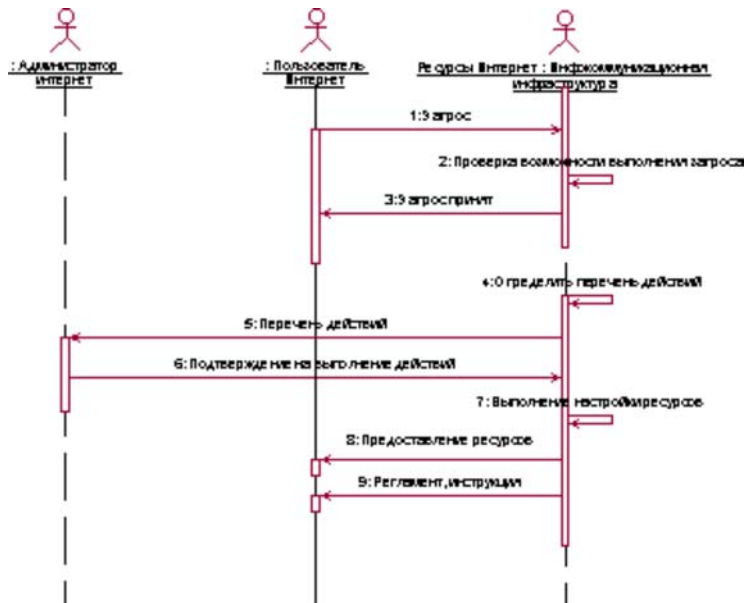 : Администратор
интернет
: Пользователь
Интернет
Ресурсы Интернет : Инфокоммуникационная
инфраструктура
1: Запрос
2: Проверка возможности выполнения запроса
3: Запрос принят
4: Определить перечень действий
5: Перечень действий
6: Подтверждение на выполнение действий
7: Выполнение настройки ресурсов
8: Предоставление ресурсов
9: Регламент, инструкция